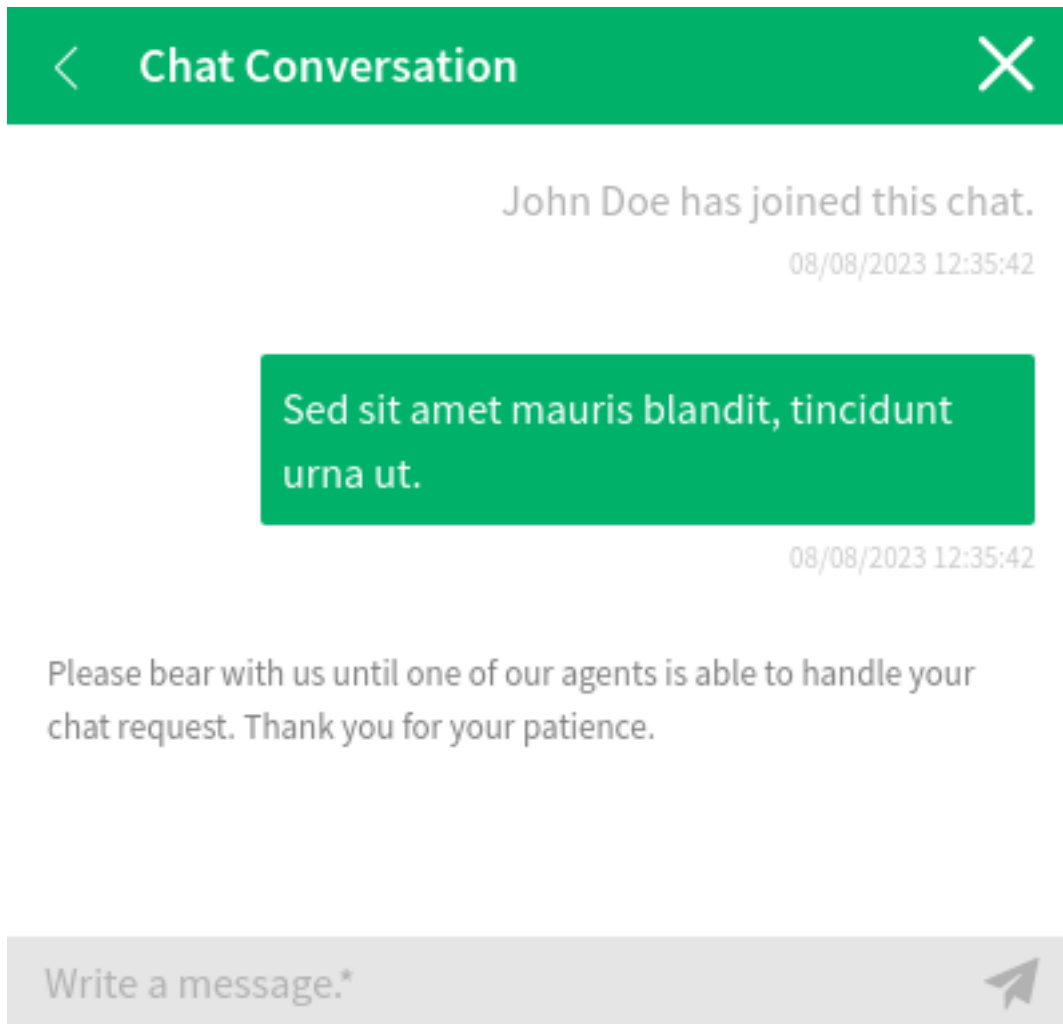 Chat Conversation
John Doe has joined this chat.
08/08/2023 12:35:42
Sed sit amet mauris blandit, tincidunt
urna ut.
08/08/2023 12:35:42
Please bear with us until one of our agents is able to handle your
chat request. Thank you for your patience.
Write a message.*